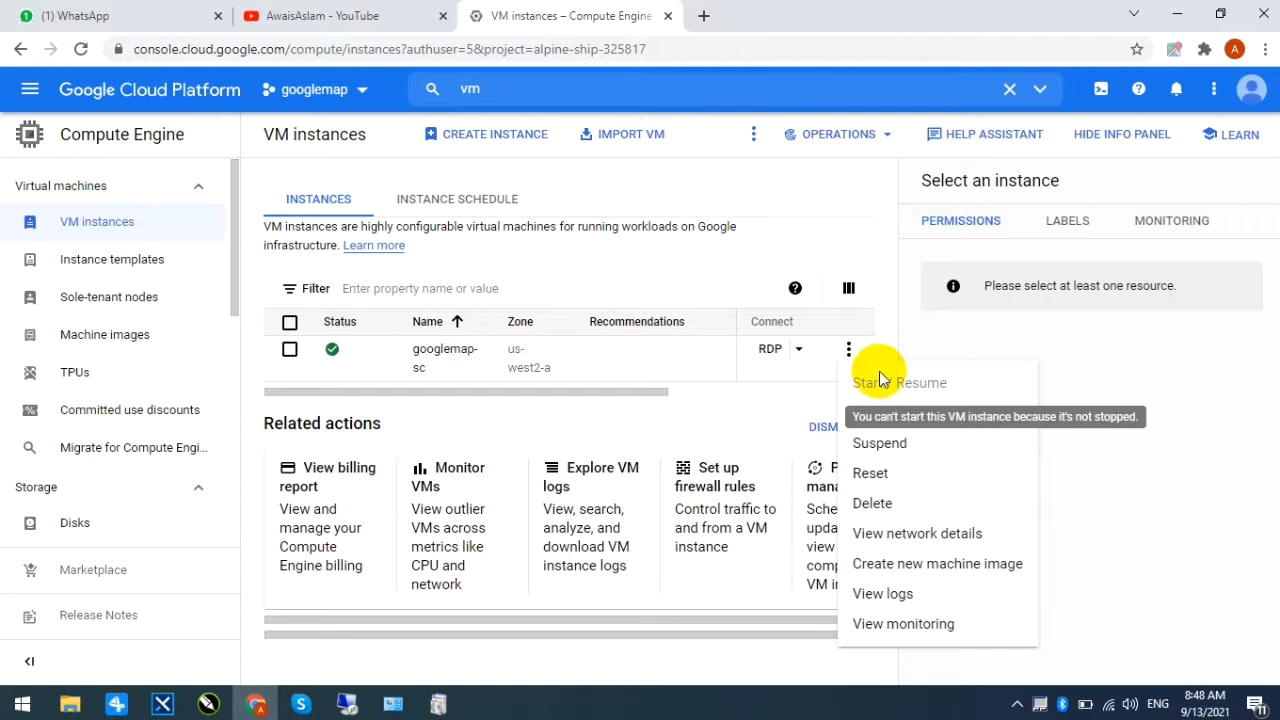 (1) WhatsApp
AwaisAslam - YouTube
VM instances – Compute Engine
console.cloud.google.com/compute/instances?authuser=5&project=alpine-ship-325817
A
Google Cloud Platform
googlemap
vm
Compute Engine
VM instances
CREATE INSTANCE
IMPORT VM
OPERATIONS
HELP ASSISTANT
HIDE INFO PANEL
LEARN
Virtual machines
VM instances
Instance templates
Sole-tenant nodes
Machine images
TPUs
Committed use discounts
Migrate for Compute Engi...
Storage
Disks
Marketplace
Release Notes
INSTANCES
INSTANCE SCHEDULE
VM instances are highly configurable virtual machines for running workloads on Google
infrastructure. Learn more
Filter Enter property name or value
Status Name Zone Recommendations Connect
googlemap-
sc
us-
west2-a
RDP
Related actions
DISM
View billing
report
View and
manage your
Compute
Engine billing
Monitor
VMs
View outlier
VMs across
metrics like
CPU and
network
Explore VM
logs
View, search,
analyze, and
download VM
instance logs
Set up
firewall rules
Control traffic to
and from a VM
instance
P
mana
Sche
upda
view
comp
VM in
Select an instance
PERMISSIONS
LABELS
MONITORING
Please select at least one resource.
Start / Resume
You can't start this VM instance because it's not stopped.
Suspend
Reset
Delete
View network details
Create new machine image
View logs
View monitoring
ENG
8:48 AM
9/13/2021
11